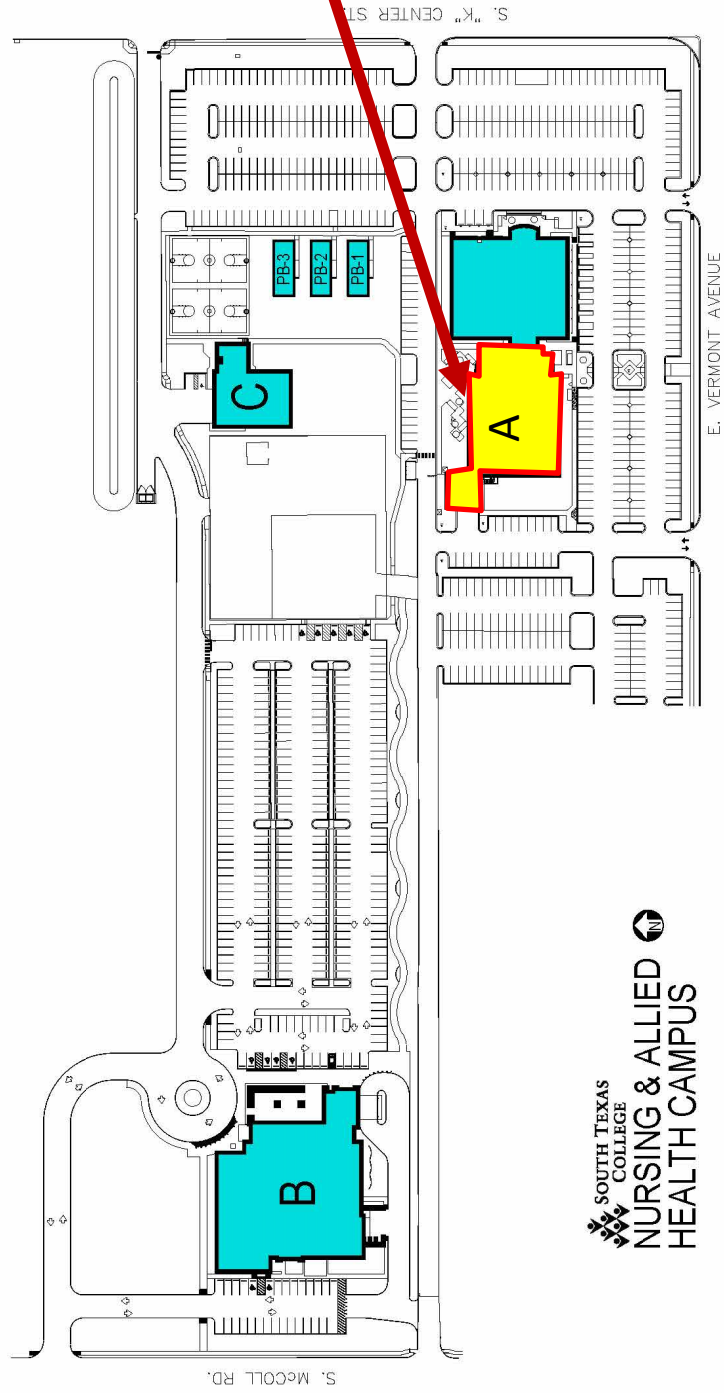 S. "K" CENTER ST.
PB-3
PB-2
PB-1
C
A
E. VERMONT AVENUE
B
S. McCOLL RD.
SOUTH TEXAS
COLLEGE
NURSING & ALLIED
HEALTH CAMPUS
N